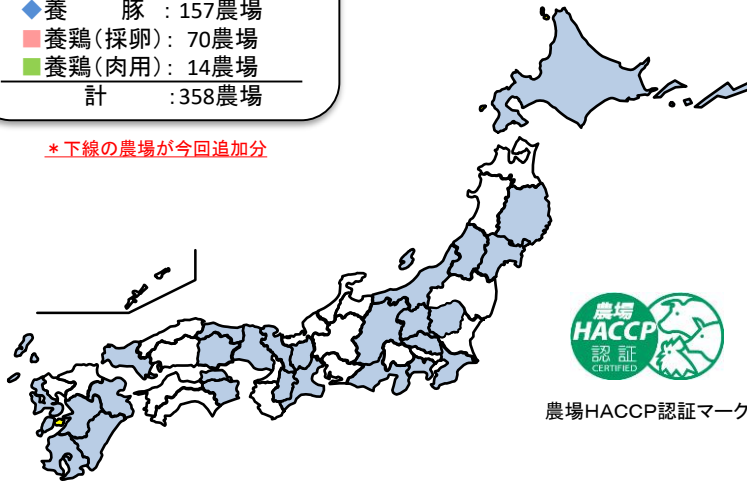 ◆養　　豚　: 157農場
■養鶏(採卵): 70農場
■養鶏(肉用): 14農場
計　　:358農場
＊下線の農場が今回追加分
農場
HACCP
認証
CERTIFIED
農場HACCP認証マーク